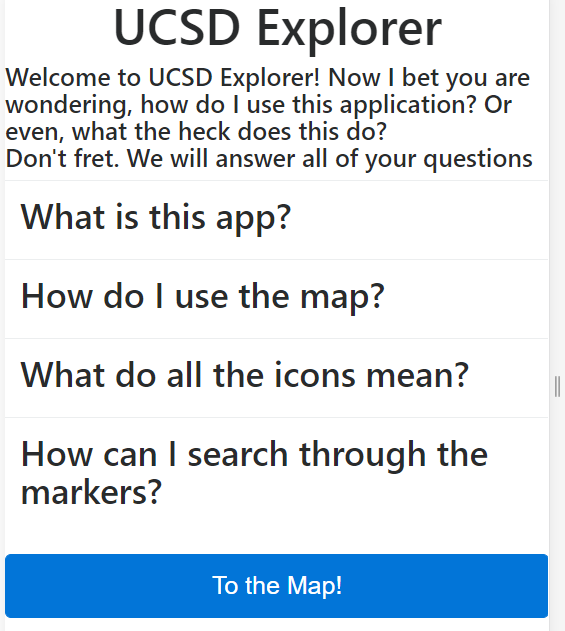 UCSD Explorer
Welcome to UCSD Explorer! Now I bet you are
wondering, how do I use this application? Or
even, what the heck does this do?
Don't fret. We will answer all of your questions
What is this app?
How do I use the map?
What do all the icons mean?
How can I search through the
markers?
To the Map!